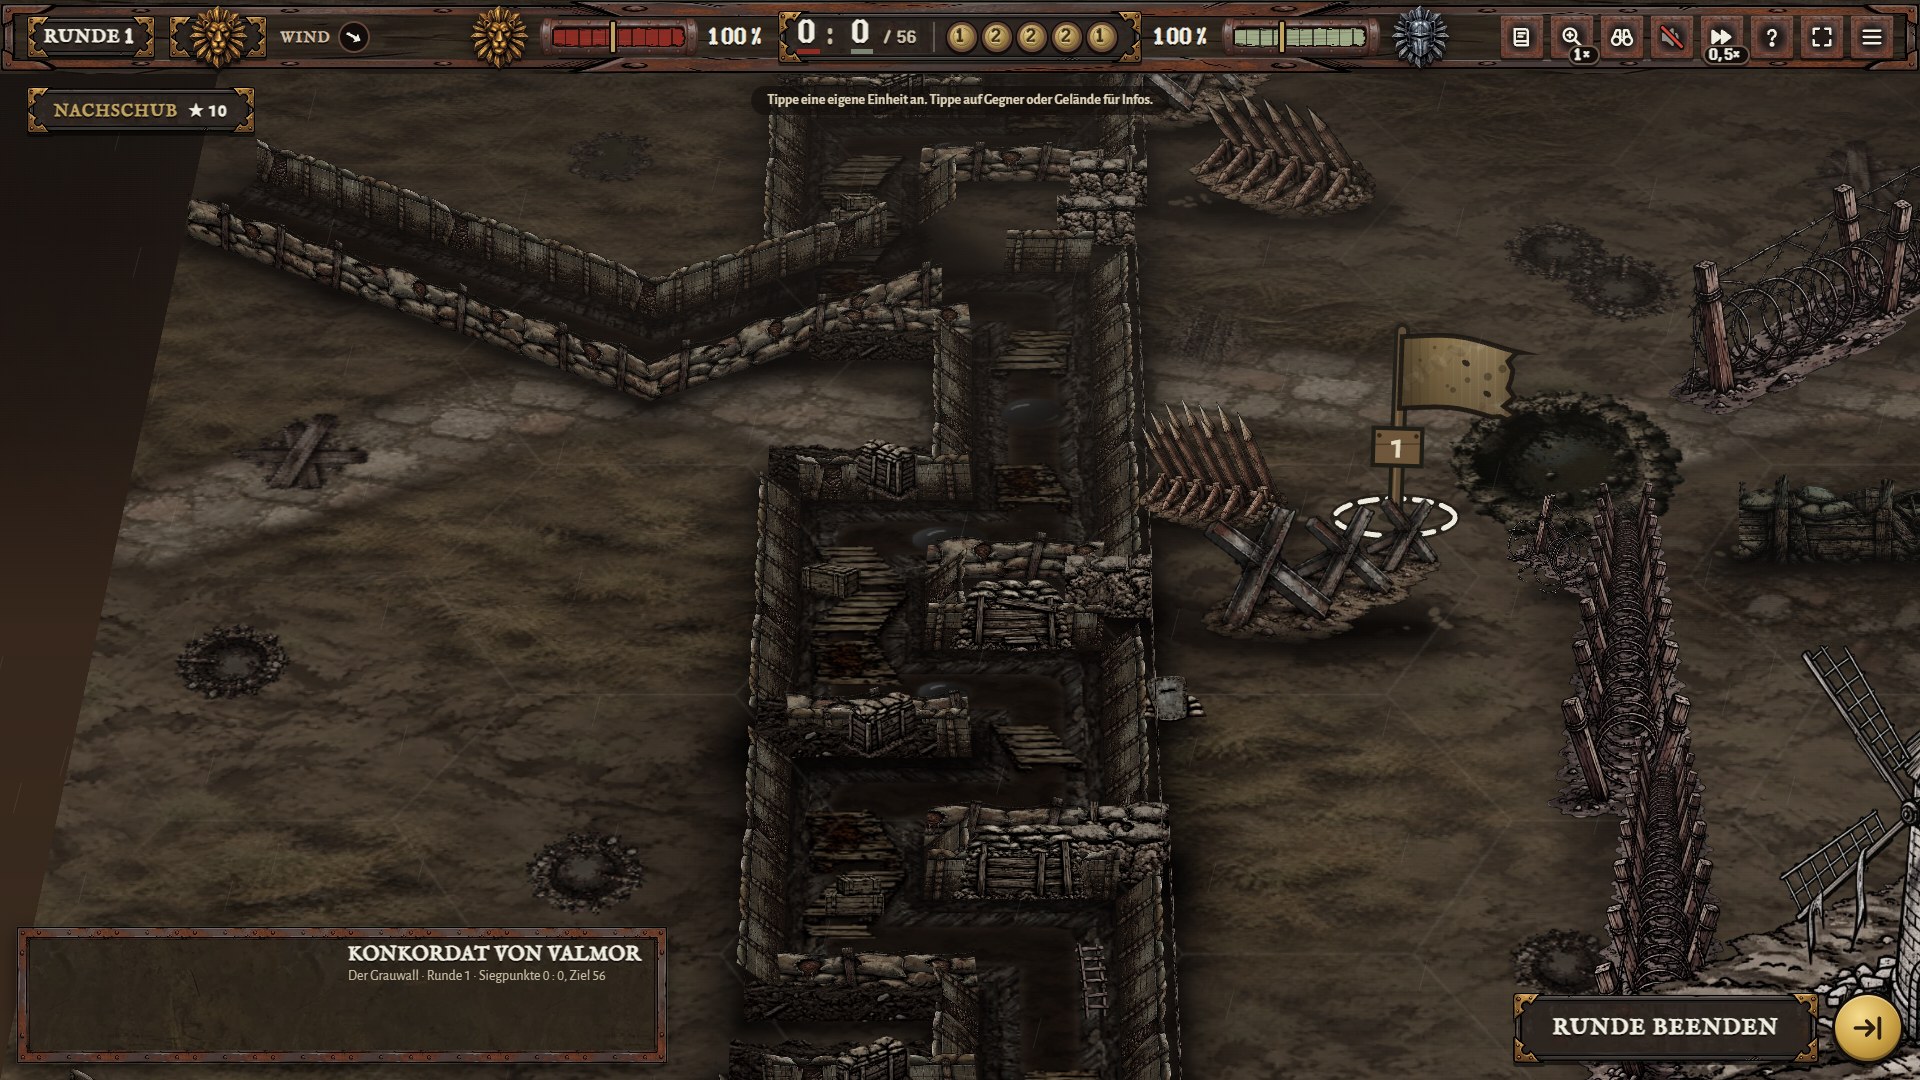 RUNDE 1
WIND
100%
0 : 0 / 56
1 2 2 2 1
100%
1×
0,5×
?
NACHSCHUB ★ 10
Tippe eine eigene Einheit an. Tippe auf Gegner oder Gelände für Infos.
1
KONKORDAT VON VALMOR
Der Grauwall · Runde 1 · Siegpunkte 0 : 0, Ziel 56
RUNDE BEENDEN